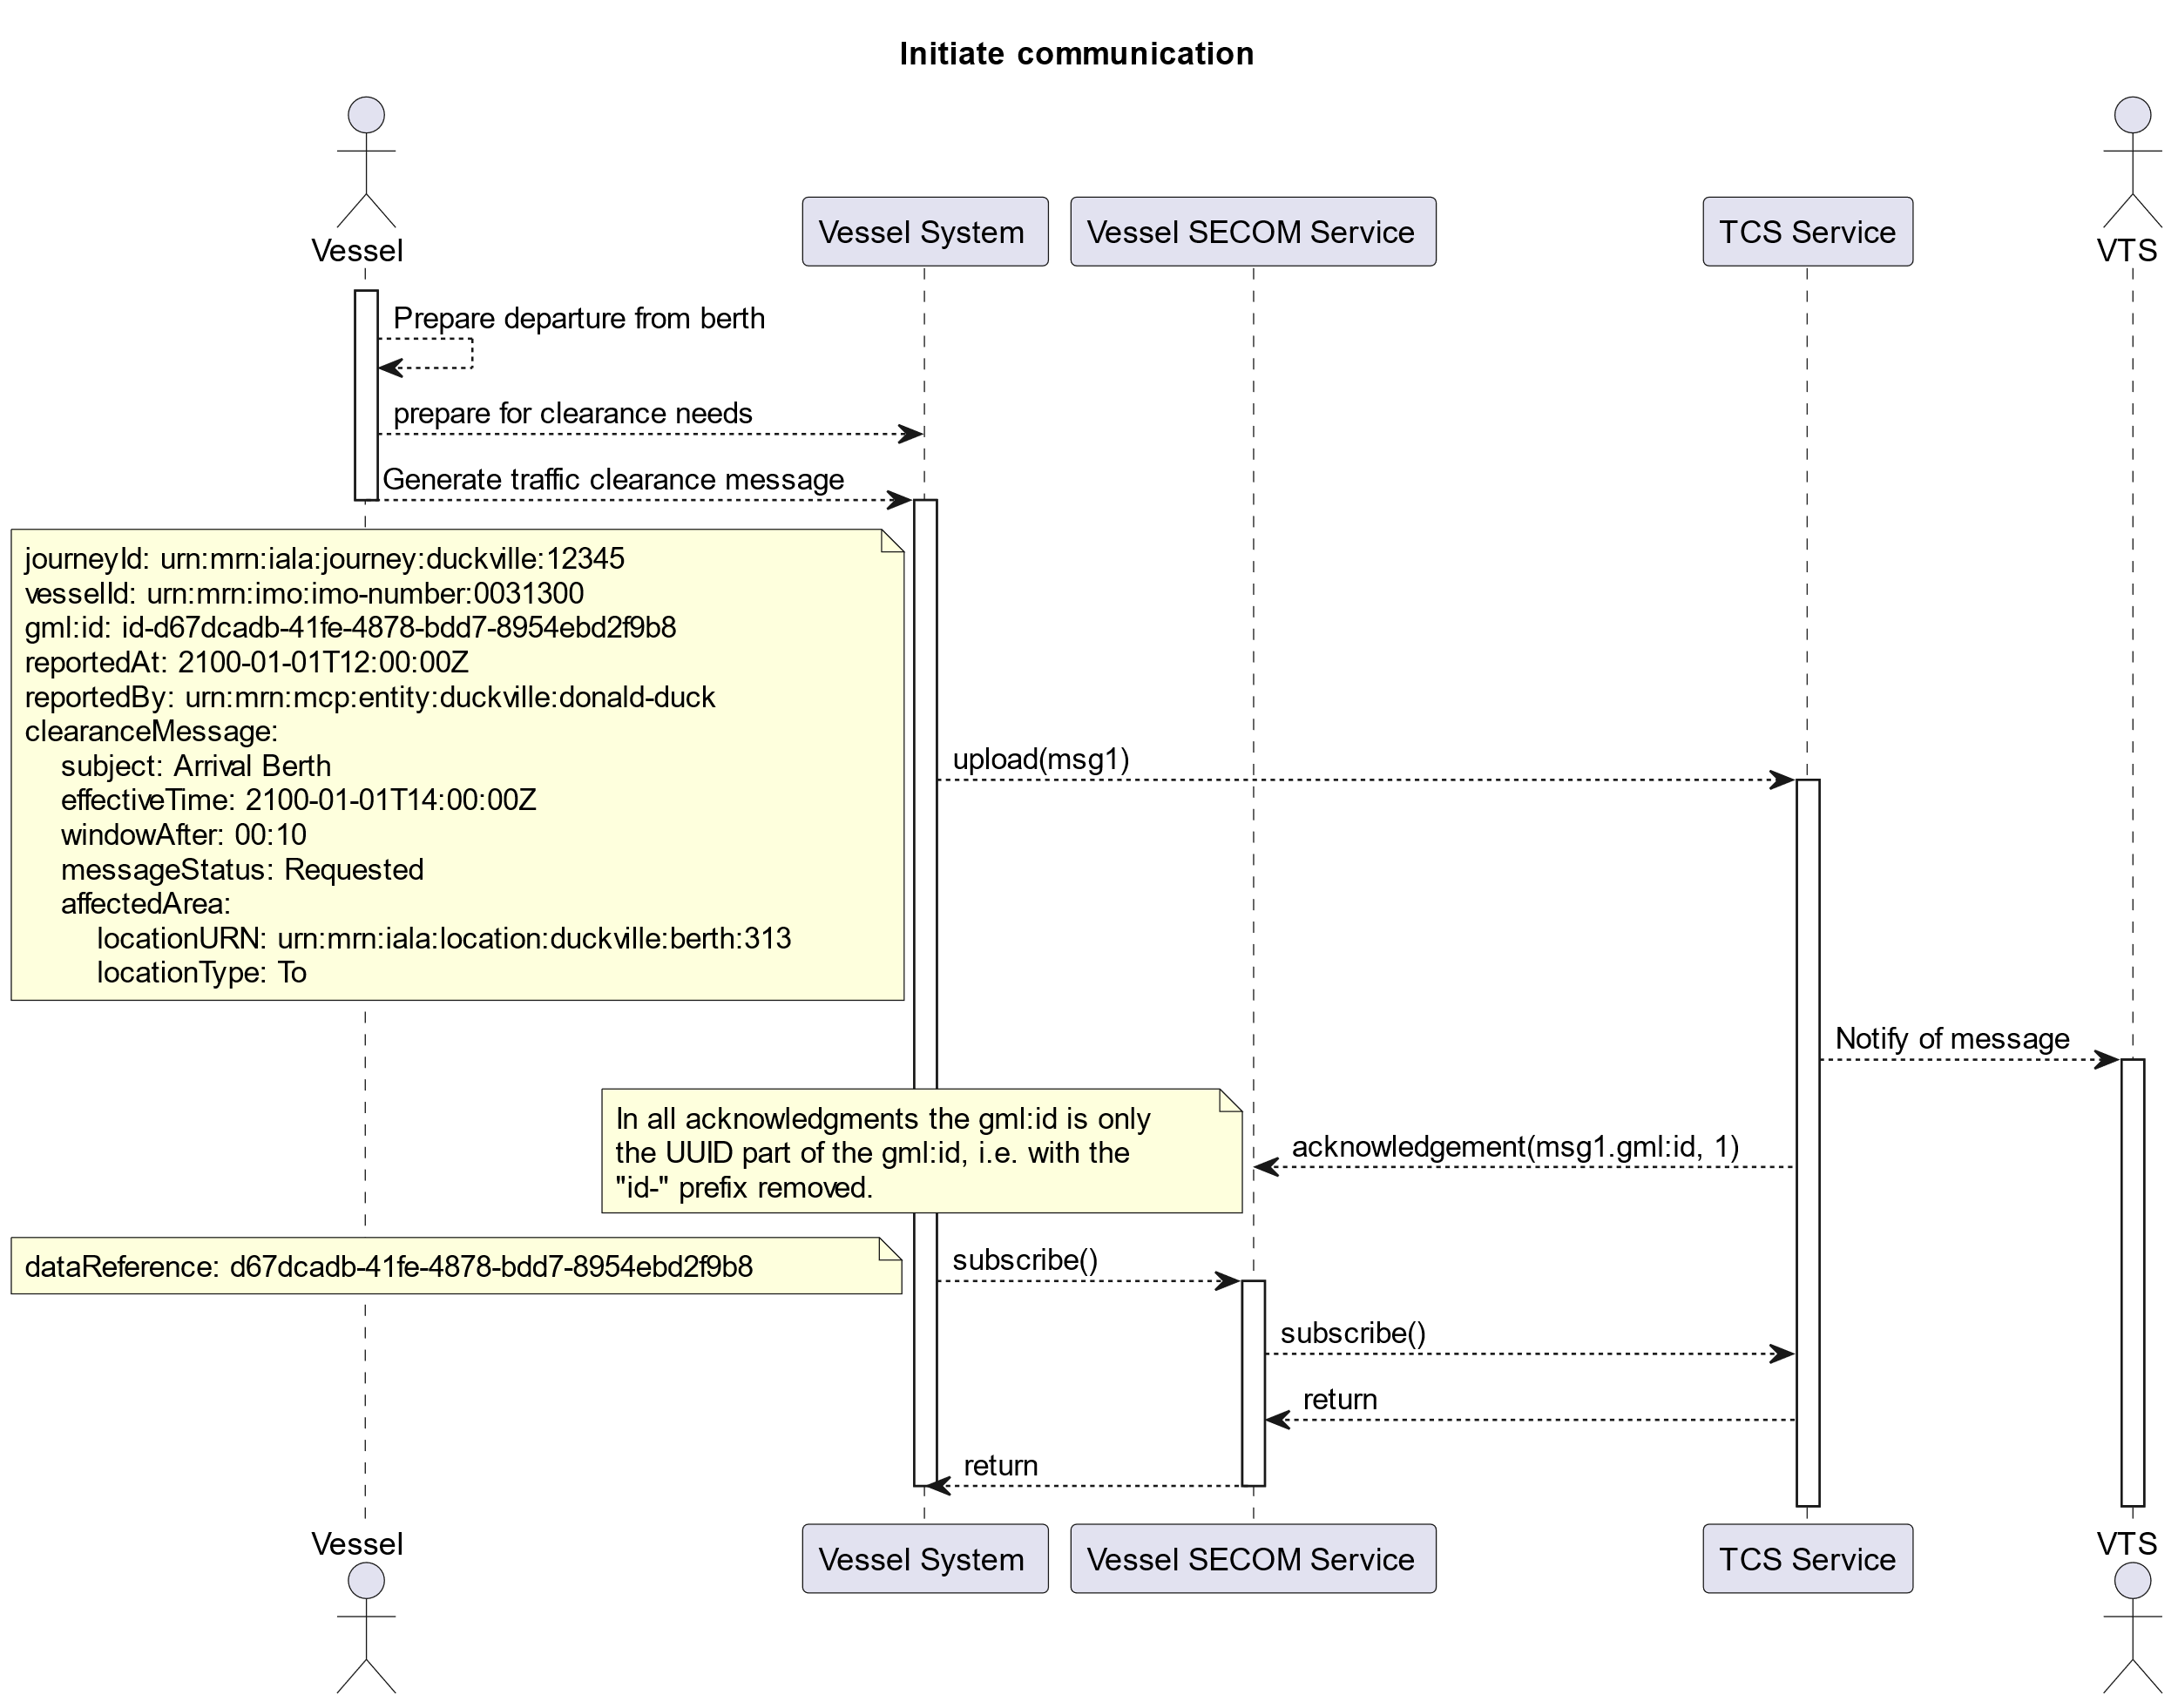 Initiate communication
Vessel
Vessel System
Vessel SECOM Service
TCS Service
VTS
Prepare departure from berth
prepare for clearance needs
Generate traffic clearance message
journeyId: urn:mrn:iala:journey:duckville:12345
vesselId: urn:mrn:imo:imo-number:0031300
gml:id: id-d67dcadb-41fe-4878-bdd7-8954ebd2f9b8
reportedAt: 2100-01-01T12:00:00Z
reportedBy: urn:mrn:mcp:entity:duckville:donald-duck
clearanceMessage:
subject: Arrival Berth
effectiveTime: 2100-01-01T14:00:00Z
windowAfter: 00:10
messageStatus: Requested
affectedArea:
locationURN: urn:mrn:iala:location:duckville:berth:313
locationType: To
upload(msg1)
Notify of message
In all acknowledgments the gml:id is only
the UUID part of the gml:id, i.e. with the
"id-" prefix removed.
acknowledgement(msg1.gml:id, 1)
dataReference: d67dcadb-41fe-4878-bdd7-8954ebd2f9b8
subscribe()
subscribe()
return
return
Vessel
Vessel System
Vessel SECOM Service
TCS Service
VTS